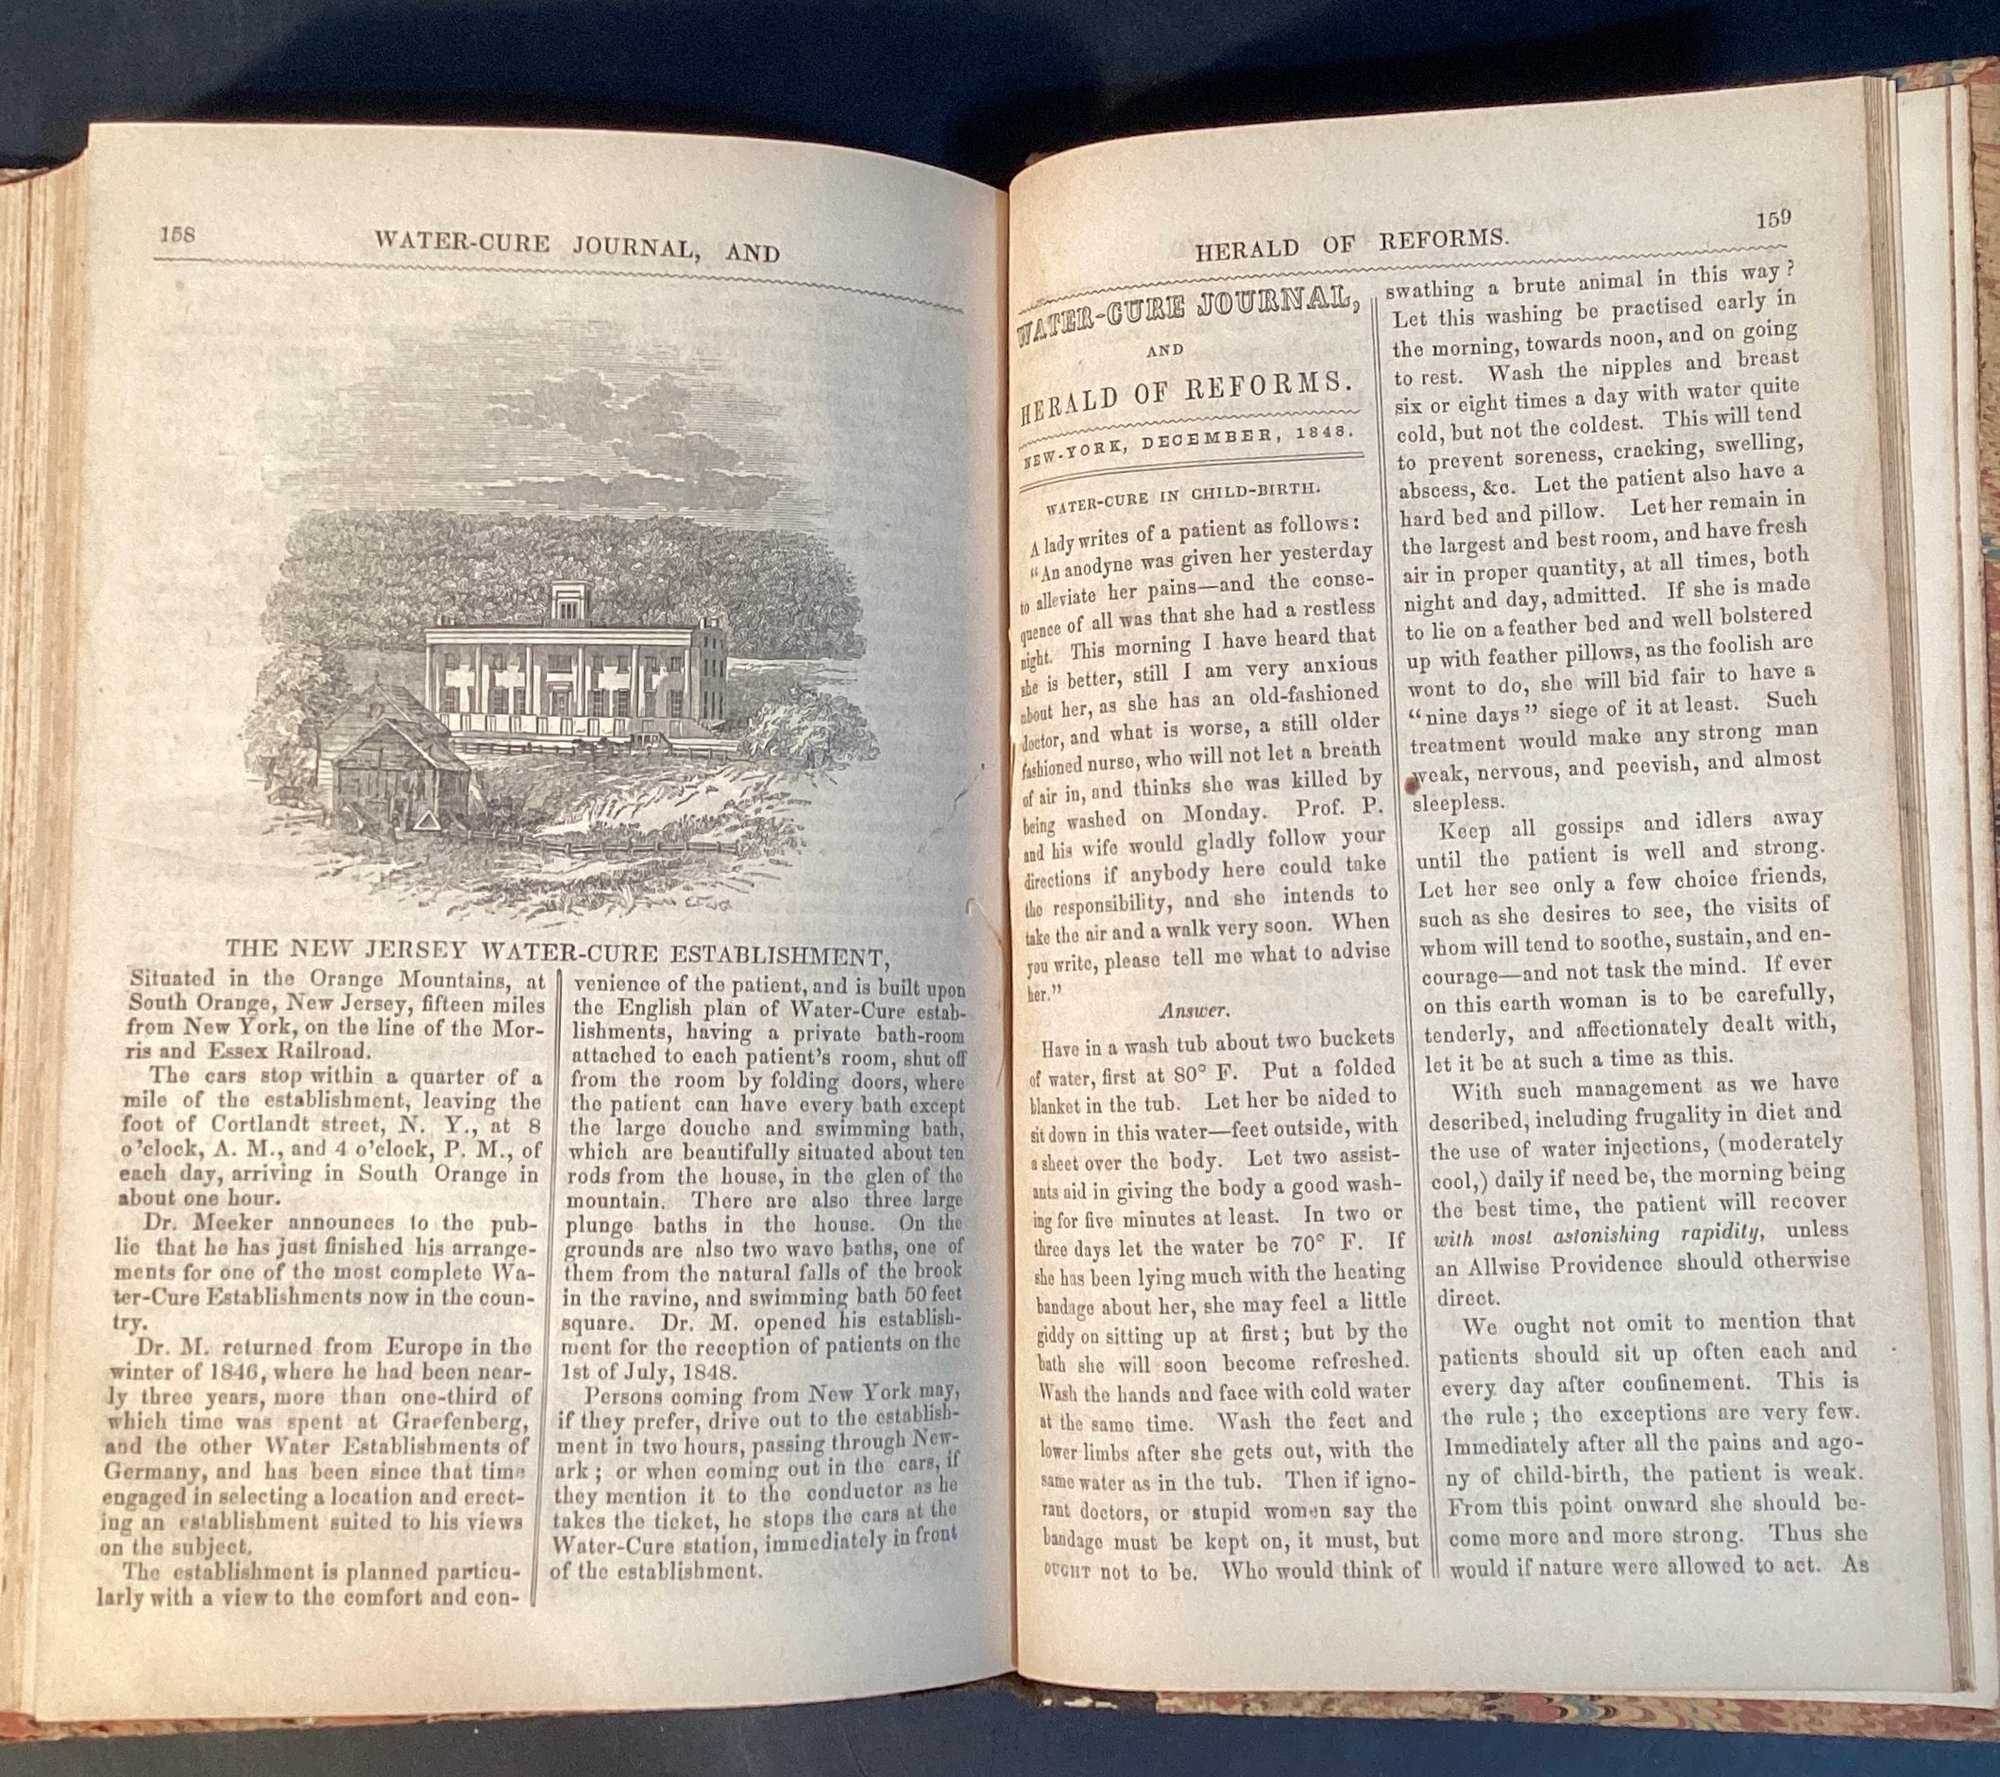 158
WATER-CURE JOURNAL, AND
THE NEW JERSEY WATER-CURE ESTABLISHMENT,
Situated in the Orange Mountains, at
South Orange, New Jersey, fifteen miles
from New York, on the line of the Mor-
ris and Essex Railroad.
The cars stop within a quarter of a
mile of the establishment, leaving the
foot of Cortlandt street, N. Y., at 8
o'clock, A. M., and 4 o'clock, P. M., of
each day, arriving in South Orange in
about one hour.
Dr. Meeker announces to the pub-
lic that he has just finished his arrange-
ments for one of the most complete Wa-
ter-Cure Establishments now in the coun-
try.
Dr. M. returned from Europe in the
winter of 1846, where he had been near-
ly three years, more than one-third of
which time was spent at Graefenberg,
and the other Water Establishments of
Germany, and has been since that time
engaged in selecting a location and erect-
ing an establishment suited to his views
on the subject.
The establishment is planned particu-
larly with a view to the comfort and con-
venience of the patient, and is built upon
the English plan of Water-Cure estab-
lishments, having a private bath-room
attached to each patient's room, shut off
from the room by folding doors, where
the patient can have every bath except
the large douche and swimming bath,
which are beautifully situated about ten
rods from the house, in the glen of the
mountain. There are also three large
plunge baths in the house. On the
grounds are also two wave baths, one of
them from the natural falls of the brook
in the ravine, and swimming bath 50 feet
square. Dr. M. opened his establish-
ment for the reception of patients on the
1st of July, 1848.
Persons coming from New York may,
if they prefer, drive out to the establish-
ment in two hours, passing through New-
ark; or when coming out in the cars, if
they mention it to the conductor as he
takes the ticket, he stops the cars at the
Water-Cure station, immediately in front
of the establishment.
HERALD OF REFORMS.
159
WATER-CURE JOURNAL,
AND
HERALD OF REFORMS.
NEW-YORK, DECEMBER, 1848.
WATER-CURE IN CHILD-BIRTH.
A lady writes of a patient as follows:
"An anodyne was given her yesterday
to alleviate her pains—and the conse-
quence of all was that she had a restless
night. This morning I have heard that
she is better, still I am very anxious
about her, as she has an old-fashioned
doctor, and what is worse, a still older
fashioned nurse, who will not let a breath
of air in, and thinks she was killed by
being washed on Monday. Prof. P.
and his wife would gladly follow your
directions if anybody here could take
the responsibility, and she intends to
take the air and a walk very soon. When
you write, please tell me what to advise
her."
Answer.
Have in a wash tub about two buckets
of water, first at 80° F. Put a folded
blanket in the tub. Let her be aided to
sit down in this water—feet outside, with
a sheet over the body. Let two assist-
ants aid in giving the body a good wash-
ing for five minutes at least. In two or
three days let the water be 70° F. If
she has been lying much with the heating
bandage about her, she may feel a little
giddy on sitting up at first; but by the
bath she will soon become refreshed.
Wash the hands and face with cold water
at the same time. Wash the feet and
lower limbs after she gets out, with the
same water as in the tub. Then if igno-
rant doctors, or stupid women say the
bandage must be kept on, it must, but
OUGHT not to be. Who would think of
swathing a brute animal in this way?
Let this washing be practised early in
the morning, towards noon, and on going
to rest. Wash the nipples and breast
six or eight times a day with water quite
cold, but not the coldest. This will tend
to prevent soreness, cracking, swelling,
abscess, &c. Let the patient also have a
hard bed and pillow. Let her remain in
the largest and best room, and have fresh
air in proper quantity, at all times, both
night and day, admitted. If she is made
to lie on a feather bed and well bolstered
up with feather pillows, as the foolish are
wont to do, she will bid fair to have a
"nine days" siege of it at least. Such
treatment would make any strong man
weak, nervous, and peevish, and almost
sleepless.
Keep all gossips and idlers away
until the patient is well and strong.
Let her see only a few choice friends,
such as she desires to see, the visits of
whom will tend to soothe, sustain, and en-
courage—and not task the mind. If ever
on this earth woman is to be carefully,
tenderly, and affectionately dealt with,
let it be at such a time as this.
With such management as we have
described, including frugality in diet and
the use of water injections, (moderately
cool,) daily if need be, the morning being
the best time, the patient will recover
with most astonishing rapidity, unless
an Allwise Providence should otherwise
direct.
We ought not omit to mention that
patients should sit up often each and
every day after confinement. This is
the rule; the exceptions are very few.
Immediately after all the pains and ago-
ny of child-birth, the patient is weak.
From this point onward she should be-
come more and more strong. Thus she
would if nature were allowed to act. As